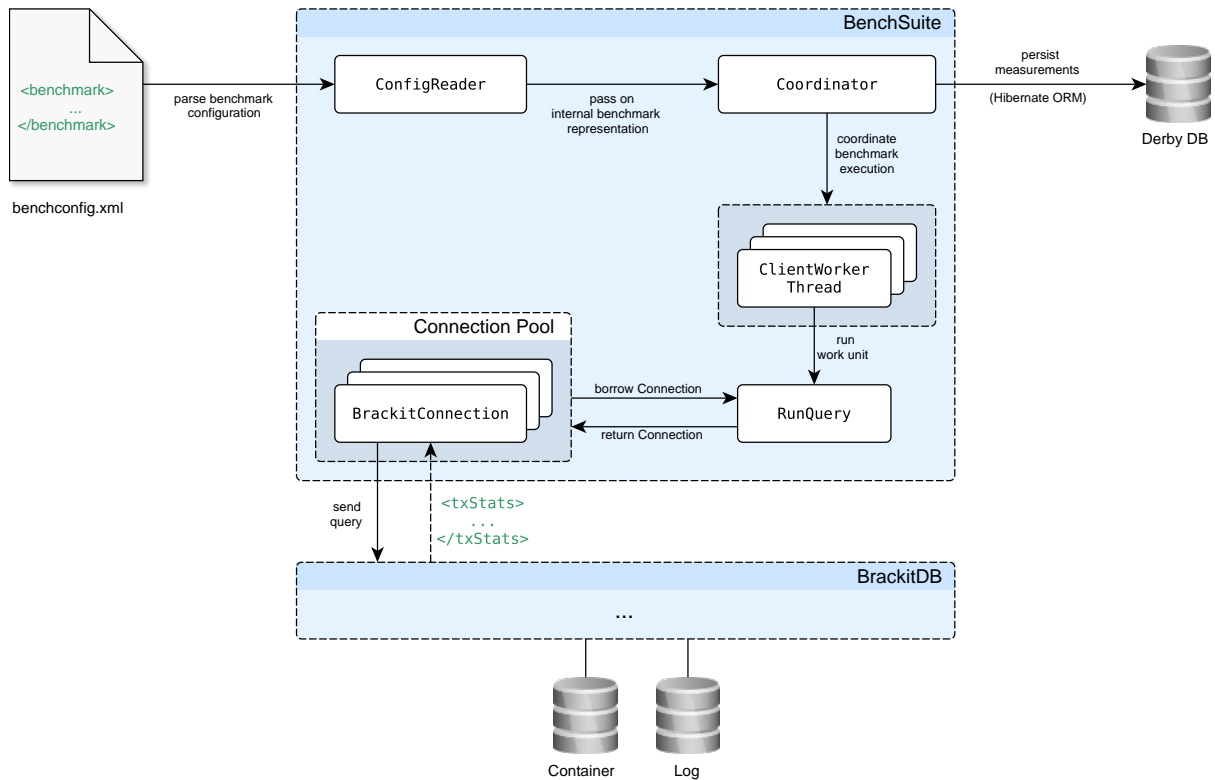 BenchSuite
<benchmark>
...
</benchmark>
benchconfig.xml
parse benchmark
configuration
ConfigReader
pass on
internal benchmark
representation
Coordinator
persist
measurements
(Hibernate ORM)
Derby DB
coordinate
benchmark
execution
ClientWorker
Thread
run
work unit
Connection Pool
BrackitConnection
borrow Connection
return Connection
RunQuery
send
query
<txStats>
...
</txStats>
BrackitDB
...
Container
Log